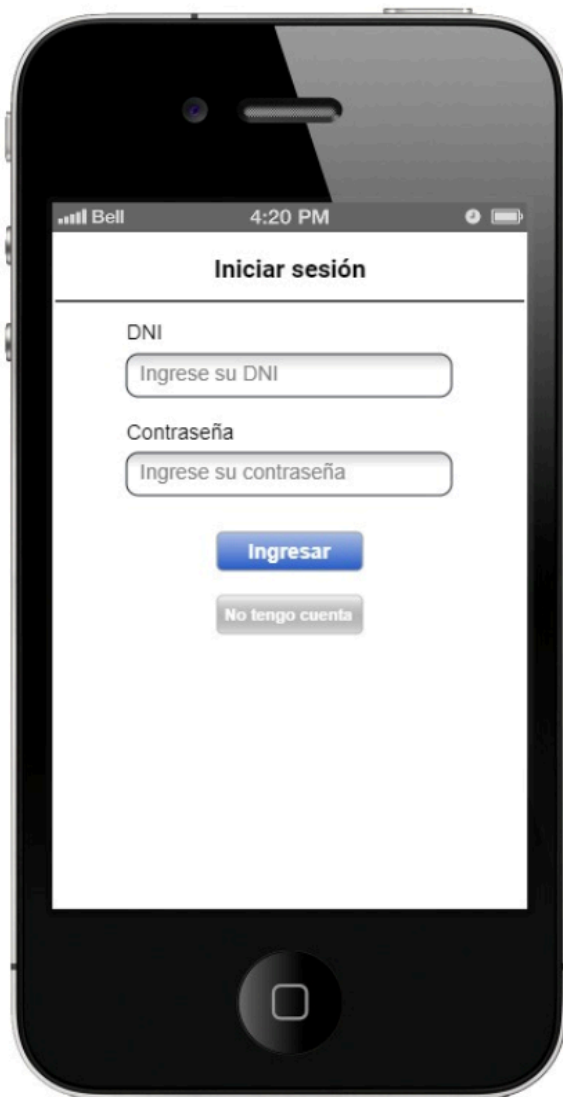 Bell 4:20 PM
Iniciar sesión
DNI
Ingrese su DNI
Contraseña
Ingrese su contraseña
Ingresar
No tengo cuenta